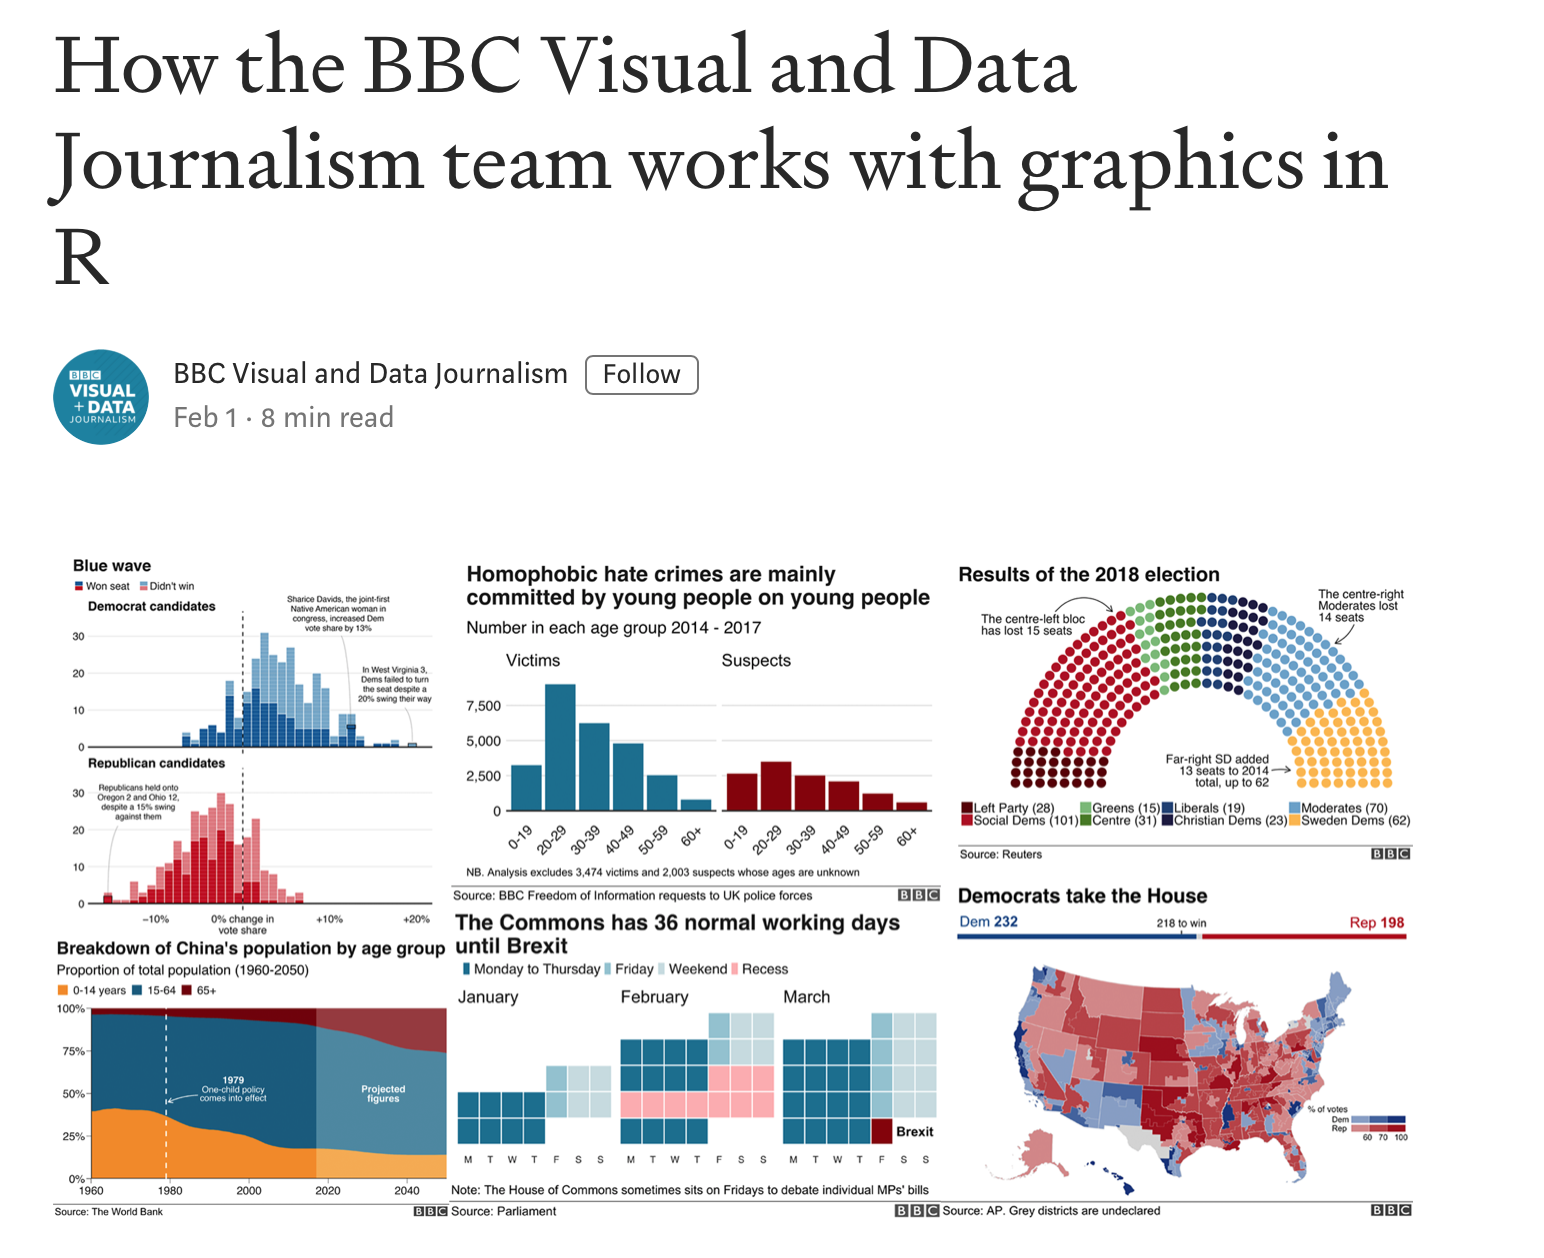 How the BBC Visual and Data
Journalism team works with graphics in
R
BBC
VISUAL
+ DATA
JOURNALISM
BBC Visual and Data Journalism
Follow
Feb 1 · 8 min read
Blue wave
Won seat
Didn't win
Democrat candidates
Sharice Davids, the joint-first
Native American woman in
congress, increased Dem
vote share by 13%
In West Virginia 3,
Dems failed to turn
the seat despite a
20% swing their way
30
20
10
0
Republican candidates
Republicans held onto
Oregon 2 and Ohio 12,
despite a 15% swing
against them
30
20
10
0
−10%
0% change in
vote share
+10%
+20%
Breakdown of China's population by age group
Proportion of total population (1960-2050)
0-14 years
15-64
65+
100%
75%
50%
25%
0%
1979
One-child policy
comes into effect
Projected
figures
1960
1980
2000
2020
2040
Source: The World Bank
BBC
Homophobic hate crimes are mainly
committed by young people on young people
Number in each age group 2014 - 2017
Victims
Suspects
7,500
5,000
2,500
0
0-19
20-29
30-39
40-49
50-59
60+
0-19
20-29
30-39
40-49
50-59
60+
NB. Analysis excludes 3,474 victims and 2,003 suspects whose ages are unknown
Source: BBC Freedom of Information requests to UK police forces
BBC
The Commons has 36 normal working days
until Brexit
Monday to Thursday
Friday
Weekend
Recess
January
February
March
Brexit
M T W T F S S
M T W T F S S
M T W T F S S
Note: The House of Commons sometimes sits on Fridays to debate individual MPs' bills
Source: Parliament
BBC
Results of the 2018 election
The centre-left bloc
has lost 15 seats
The centre-right
Moderates lost
14 seats
Far-right SD added
13 seats to 2014
total, up to 62
Left Party (28)
Greens (15)
Liberals (19)
Moderates (70)
Social Dems (101)
Centre (31)
Christian Dems (23)
Sweden Dems (62)
Source: Reuters
BBC
Democrats take the House
Dem 232
218 to win
Rep 198
% of votes
Dem
Rep
60 70 100
Source: AP. Grey districts are undeclared
BBC